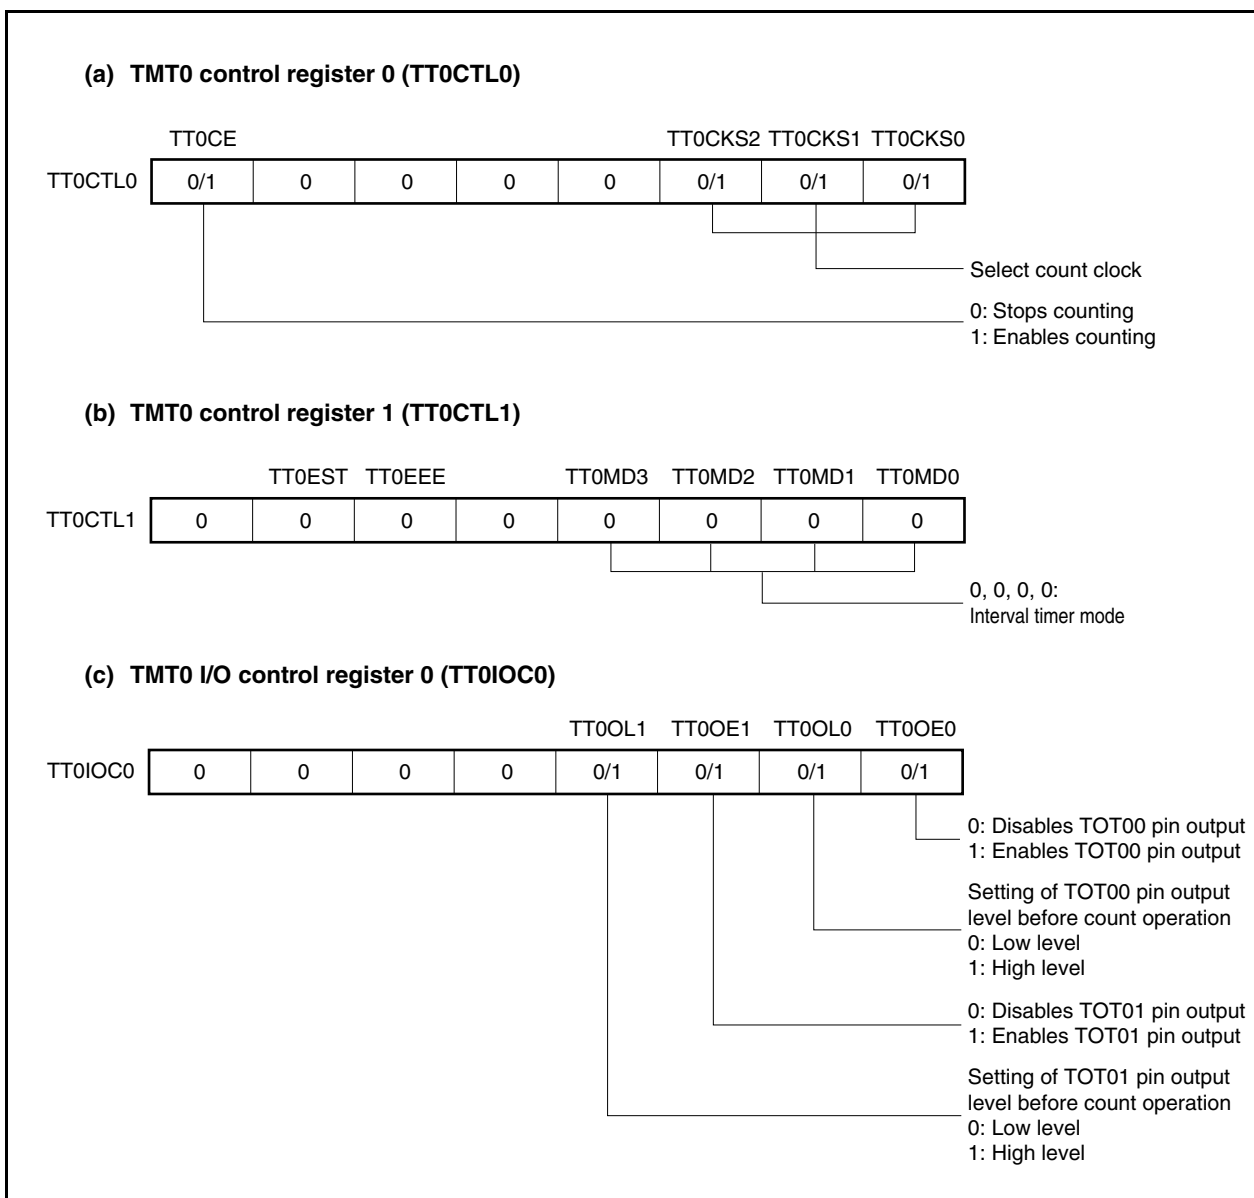 (a) TMT0 control register 0 (TT0CTL0)
TT0CE TT0CKS2 TT0CKS1 TT0CKS0
TT0CTL0 0/1 0 0 0 0 0/1 0/1 0/1
Select count clock
0: Stops counting
1: Enables counting
(b) TMT0 control register 1 (TT0CTL1)
TT0EST TT0EEE TT0MD3 TT0MD2 TT0MD1 TT0MD0
TT0CTL1 0 0 0 0 0 0 0 0
0, 0, 0, 0:
Interval timer mode
(c) TMT0 I/O control register 0 (TT0IOC0)
TT0OL1 TT0OE1 TT0OL0 TT0OE0
TT0IOC0 0 0 0 0 0/1 0/1 0/1 0/1
0: Disables TOT00 pin output
1: Enables TOT00 pin output
Setting of TOT00 pin output
level before count operation
0: Low level
1: High level
0: Disables TOT01 pin output
1: Enables TOT01 pin output
Setting of TOT01 pin output
level before count operation
0: Low level
1: High level